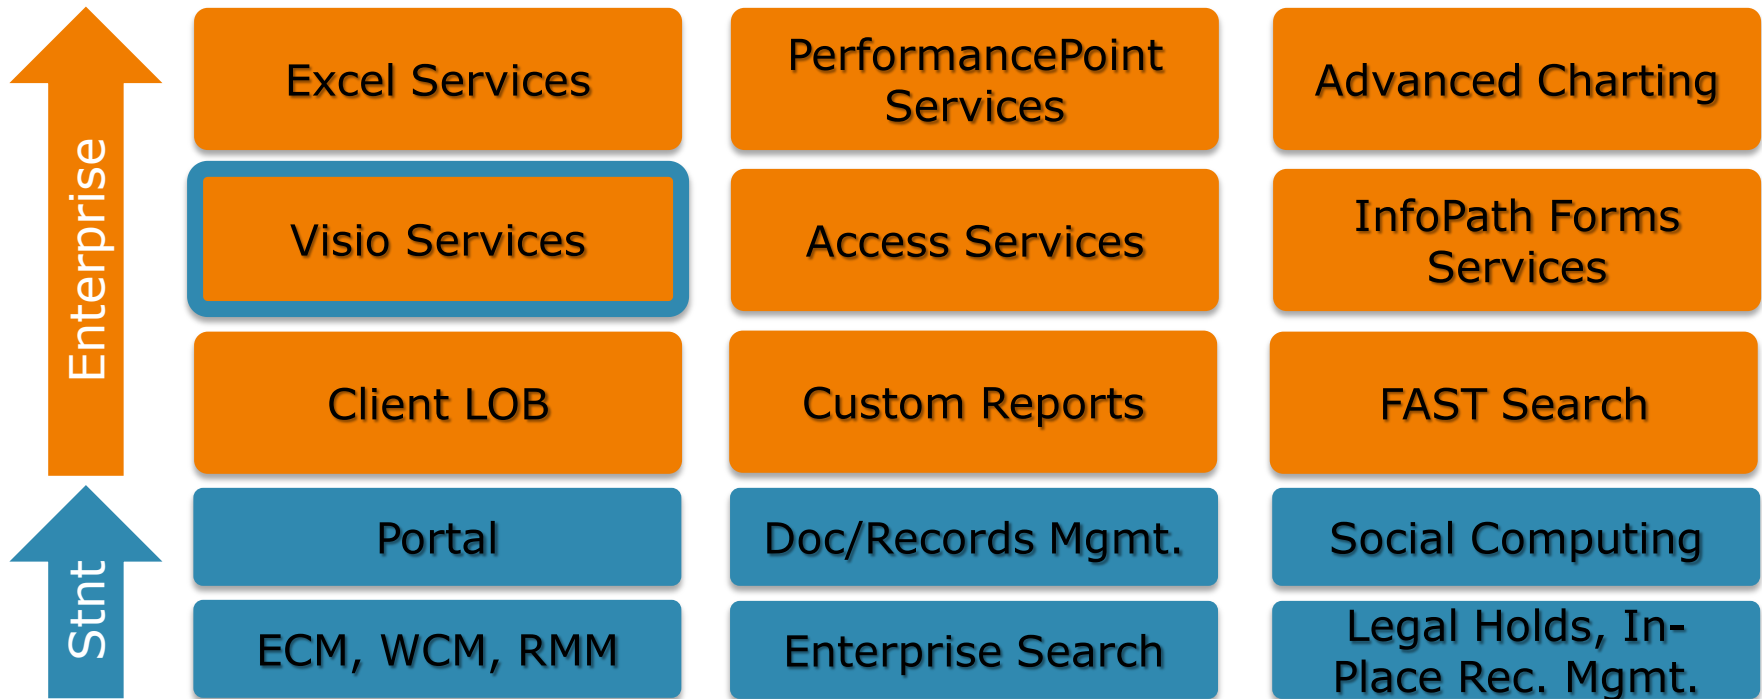 Enterprise
Excel Services
PerformancePoint
Services
Advanced Charting
Visio Services
Access Services
InfoPath Forms
Services
Client LOB
Custom Reports
FAST Search
Stnt
Portal
Doc/Records Mgmt.
Social Computing
ECM, WCM, RMM
Enterprise Search
Legal Holds, In-
Place Rec. Mgmt.